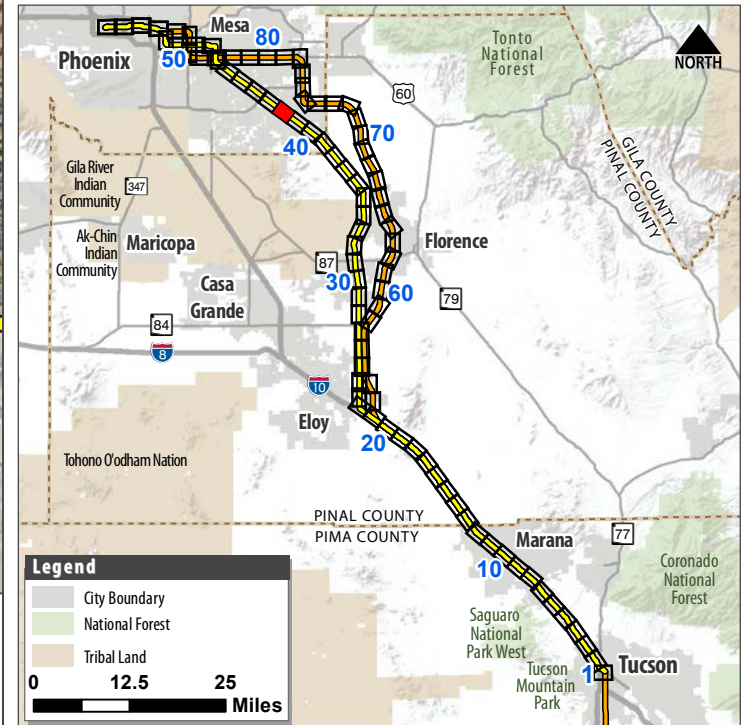 Mesa
80
Tonto
National
Forest
Phoenix
50
NORTH
60
70
40
GILA COUNTY
PINAL COUNTY
Gila River
Indian
Community
347
Ak-Chin
Indian
Community
Maricopa
Florence
87
30
60
Casa
Grande
79
84
8
10
Eloy
20
Tohono O'odham Nation
PINAL COUNTY
PIMA COUNTY
Marana
77
10
Coronado
National
Forest
Saguaro
National
Park West
Tucson
Mountain
Park
1
Tucson
Legend
City Boundary
National Forest
Tribal Land
0 12.5 25
Miles